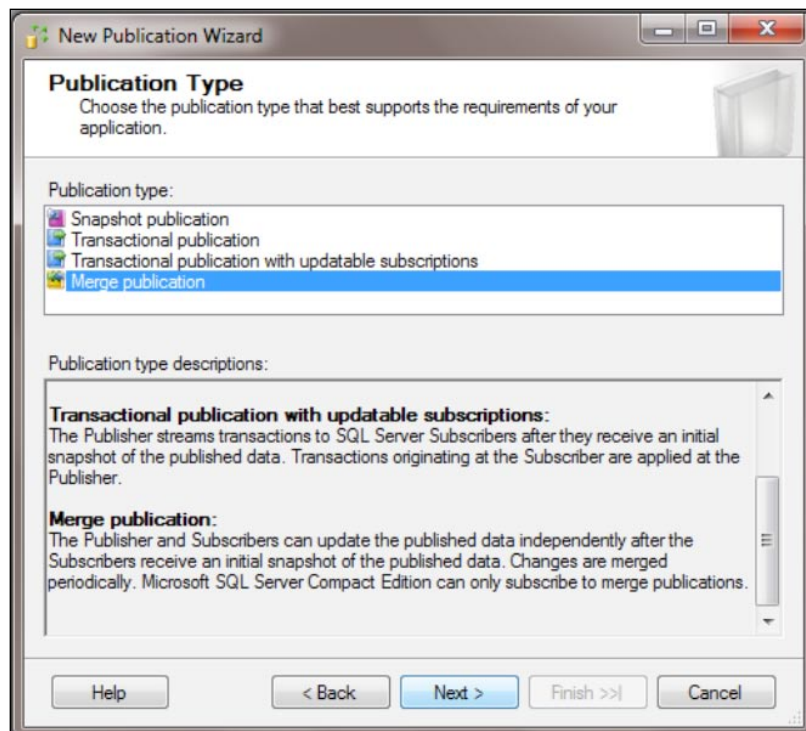 New Publication Wizard
Publication Type
Choose the publication type that best supports the requirements of your
application.
Publication type:
Snapshot publication
Transactional publication
Transactional publication with updatable subscriptions
Merge publication
Publication type descriptions:
Transactional publication with updatable subscriptions:
The Publisher streams transactions to SQL Server Subscribers after they receive an initial
snapshot of the published data. Transactions originating at the Subscriber are applied at the
Publisher.
Merge publication:
The Publisher and Subscribers can update the published data independently after the
Subscribers receive an initial snapshot of the published data. Changes are merged
periodically. Microsoft SQL Server Compact Edition can only subscribe to merge publications.
Help
< Back
Next >
Finish >>|
Cancel